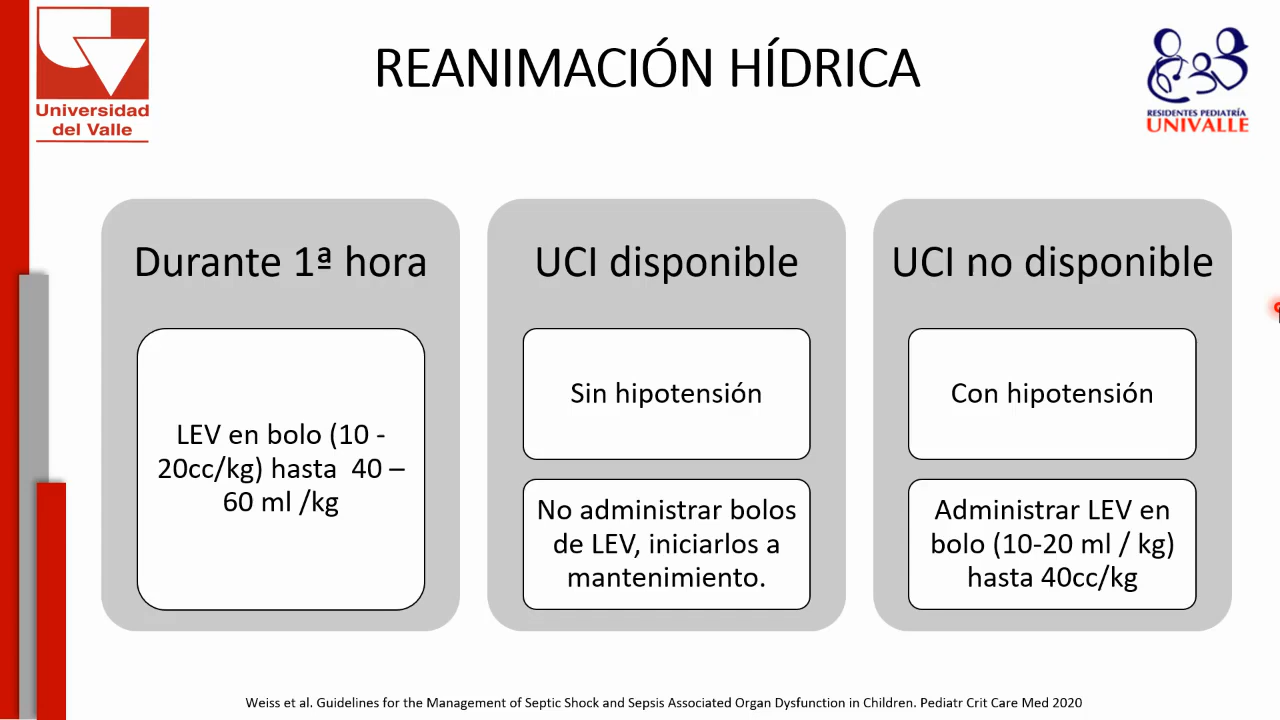 Universidad
del Valle
REANIMACIÓN HÍDRICA
RESIDENTES PEDIATRÍA
UNIVALLE
Durante 1ª hora
LEV en bolo (10 -
20cc/kg) hasta 40 –
60 ml /kg
UCI disponible
Sin hipotensión
No administrar bolos
de LEV, iniciarlos a
mantenimiento.
UCI no disponible
Con hipotensión
Administrar LEV en
bolo (10-20 ml / kg)
hasta 40cc/kg
Weiss et al. Guidelines for the Management of Septic Shock and Sepsis Associated Organ Dysfunction in Children. Pediatr Crit Care Med 2020